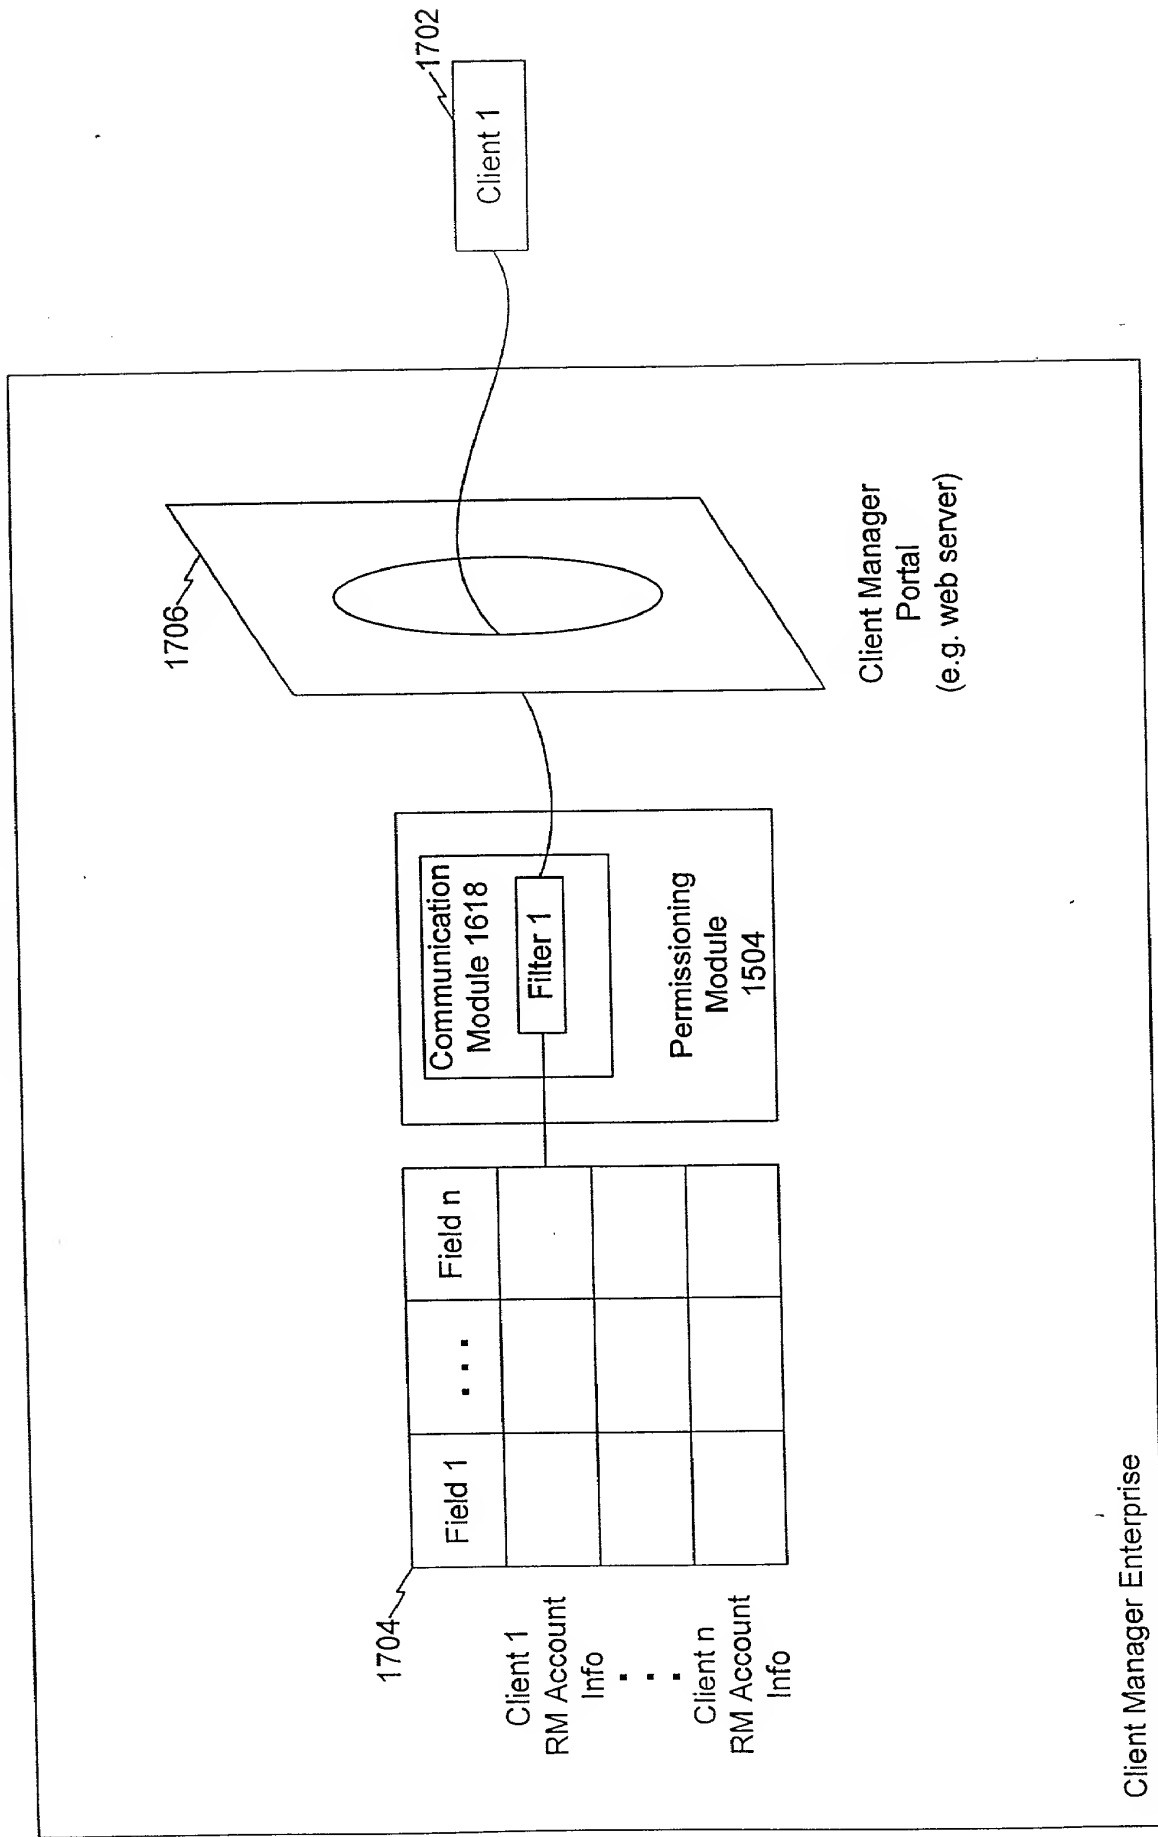 1704
Field 1
. . .
Field n
Client 1
RM Account
Info
. . .
Client n
RM Account
Info
Communication
Module 1618
Filter 1
Permissioning
Module
1504
1706
Client Manager
Portal
(e.g. web server)
1702
Client 1
Client Manager Enterprise